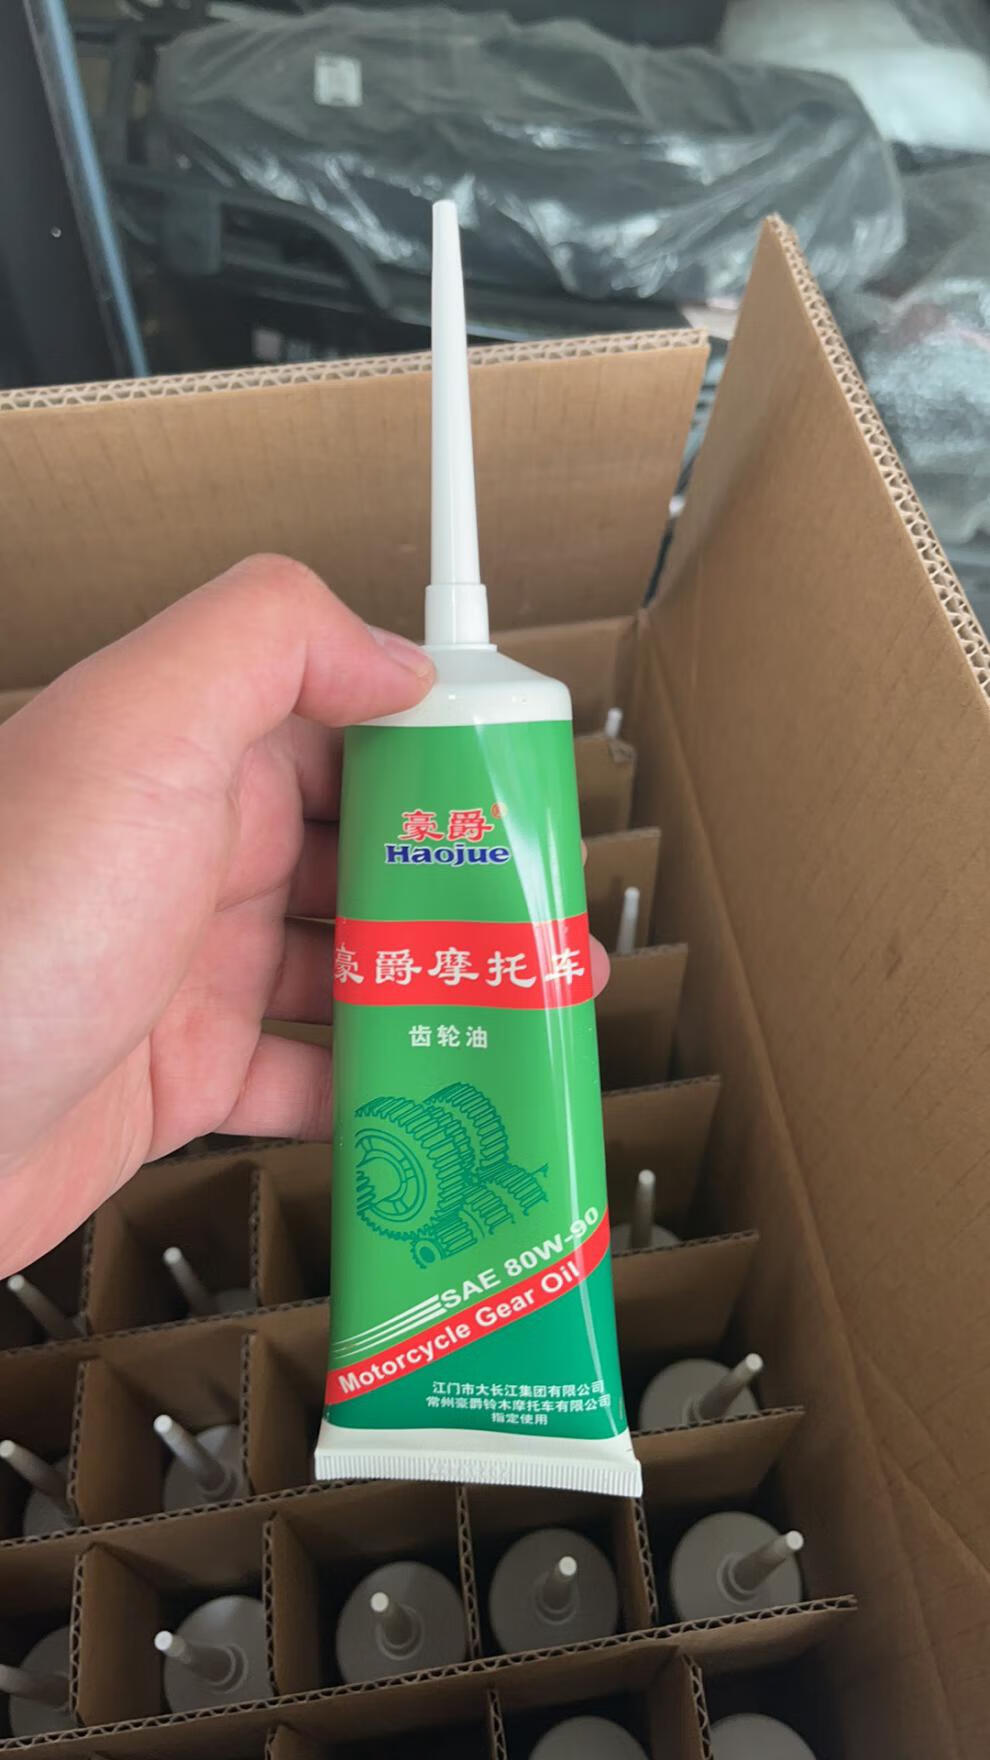 豪爵®
Haojue
豪爵摩托车
齿轮油
SAE 80W-90
Motorcycle Gear Oil
江门市大长江集团有限公司
常州豪爵铃木摩托车有限公司
指定使用